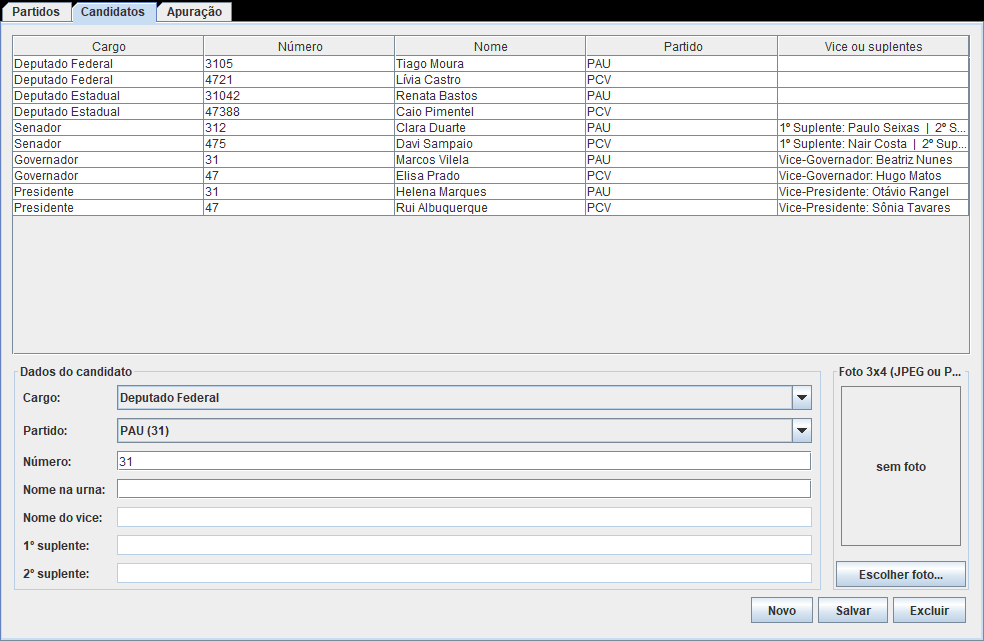 Partidos Candidatos Apuração
Cargo Número Nome Partido Vice ou suplentes
Deputado Federal 3105 Tiago Moura PAU
Deputado Federal 4721 Lívia Castro PCV
Deputado Estadual 31042 Renata Bastos PAU
Deputado Estadual 47388 Caio Pimentel PCV
Senador 312 Clara Duarte PAU 1º Suplente: Paulo Seixas | 2º S...
Senador 475 Davi Sampaio PCV 1º Suplente: Nair Costa | 2º Sup...
Governador 31 Marcos Vilela PAU Vice-Governador: Beatriz Nunes
Governador 47 Elisa Prado PCV Vice-Governador: Hugo Matos
Presidente 31 Helena Marques PAU Vice-Presidente: Otávio Rangel
Presidente 47 Rui Albuquerque PCV Vice-Presidente: Sônia Tavares
Dados do candidato
Cargo: Deputado Federal
Partido: PAU (31)
Número: 31
Nome na urna:
Nome do vice:
1º suplente:
2º suplente:
Foto 3x4 (JPEG ou P...
sem foto
Escolher foto...
Novo Salvar Excluir